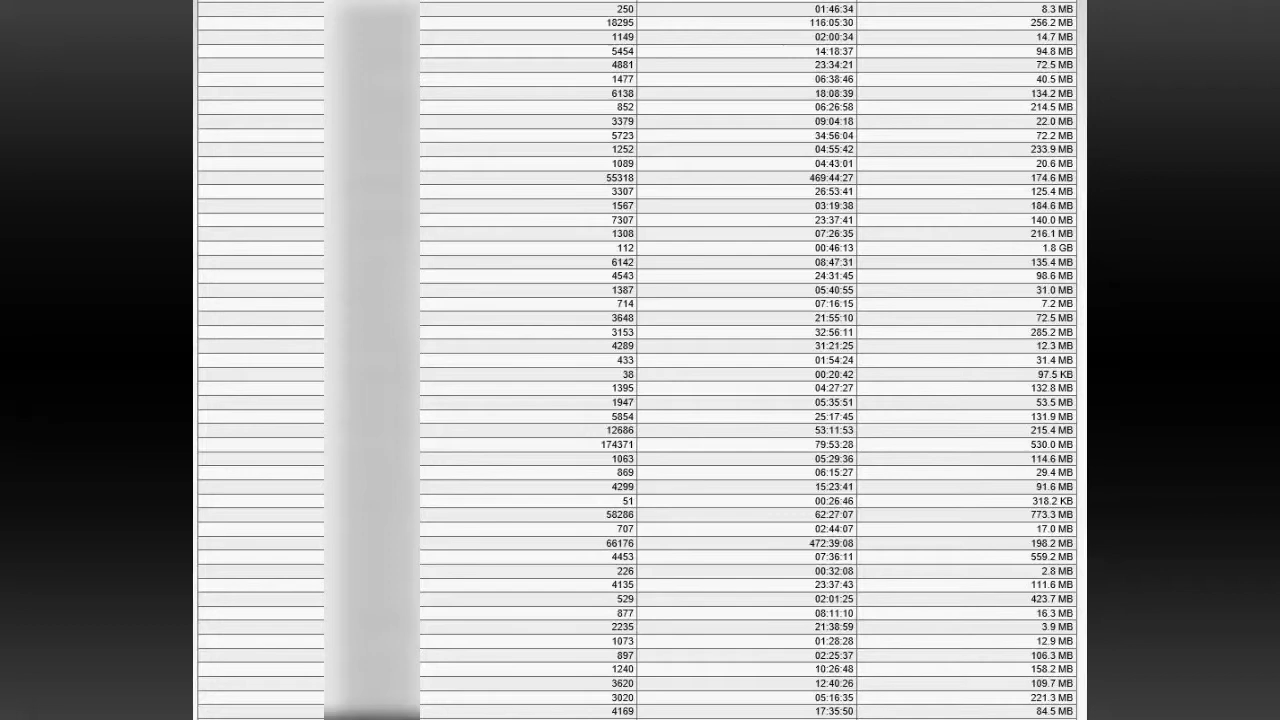 250 01:46:34 8.3 MB
18295 116:05:30 256.2 MB
1149 02:00:34 14.7 MB
5454 14:18:37 94.8 MB
4881 23:34:21 72.5 MB
1477 06:38:46 40.5 MB
6138 18:08:39 134.2 MB
852 06:26:58 214.5 MB
3379 09:04:18 22.0 MB
5723 34:56:04 72.2 MB
1252 04:55:42 233.9 MB
1089 04:43:01 20.6 MB
55318 469:44:27 174.6 MB
3307 26:53:41 125.4 MB
1567 03:19:38 184.6 MB
7307 23:37:41 140.0 MB
1308 07:26:35 216.1 MB
112 00:46:13 1.8 GB
6142 08:47:31 135.4 MB
4543 24:31:45 98.6 MB
1387 05:40:55 31.0 MB
714 07:16:15 7.2 MB
3648 21:55:10 72.5 MB
3153 32:56:11 285.2 MB
4289 31:21:25 12.3 MB
433 01:54:24 31.4 MB
38 00:20:42 97.5 KB
1395 04:27:27 132.8 MB
1947 05:35:51 53.5 MB
5854 25:17:45 131.9 MB
12686 53:11:53 215.4 MB
174371 79:53:28 530.0 MB
1063 05:29:36 114.6 MB
869 06:15:27 29.4 MB
4299 15:23:41 91.6 MB
51 00:26:46 318.2 KB
58286 62:27:07 773.3 MB
707 02:44:07 17.0 MB
66176 472:39:08 198.2 MB
4453 07:36:11 559.2 MB
226 00:32:08 2.8 MB
4135 23:37:43 111.6 MB
529 02:01:25 423.7 MB
877 08:11:10 16.3 MB
2235 21:38:59 3.9 MB
1073 01:28:28 12.9 MB
897 02:25:37 106.3 MB
1240 10:26:48 158.2 MB
3620 12:40:26 109.7 MB
3020 05:16:35 221.3 MB
4169 17:35:50 84.5 MB